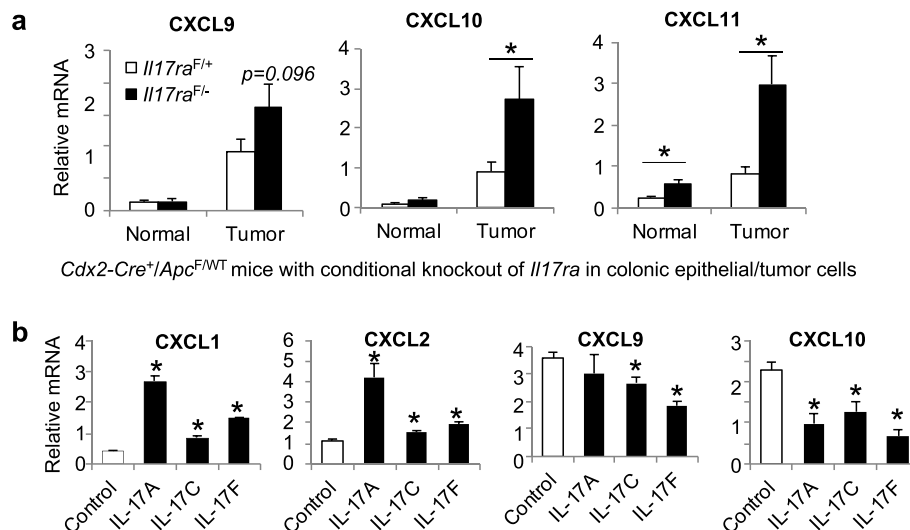 a
CXCL9
CXCL10
CXCL11
Relative mRNA
3
2
1
0
Il17raF/+
Il17raF/-
p=0.096
Normal
Tumor
4
3
2
1
0
*
Normal
Tumor
4
3
2
1
0
*
*
Normal
Tumor
Cdx2-Cre+/ApcF/WT mice with conditional knockout of Il17ra in colonic epithelial/tumor cells
b
CXCL1
CXCL2
CXCL9
CXCL10
Relative mRNA
4
3
2
1
0
*
*
*
Control
IL-17A
IL-17C
IL-17F
6
5
4
3
2
1
0
*
*
*
Control
IL-17A
IL-17C
IL-17F
4
3
2
1
0
*
*
Control
IL-17A
IL-17C
IL-17F
3
2
1
0
*
*
*
Control
IL-17A
IL-17C
IL-17F